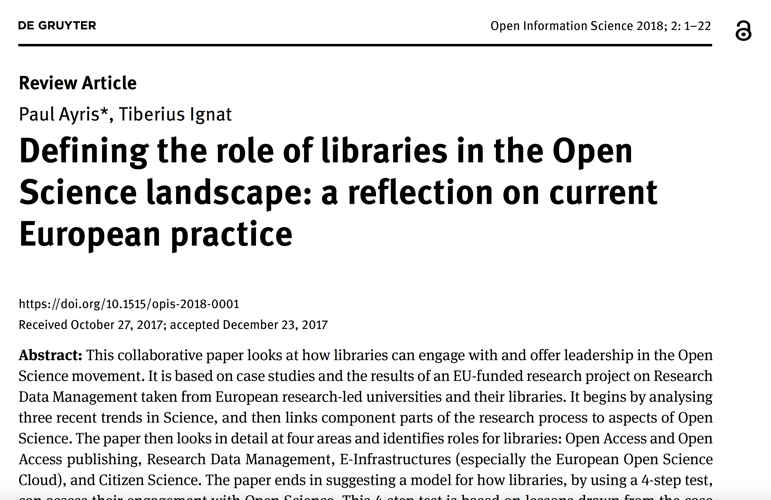 DE GRUYTER
Open Information Science 2018; 2: 1–22
Review Article
Paul Ayris*, Tiberius Ignat
Defining the role of libraries in the Open
Science landscape: a reflection on current
European practice
https://doi.org/10.1515/opis-2018-0001
Received October 27, 2017; accepted December 23, 2017
Abstract: This collaborative paper looks at how libraries can engage with and offer leadership in the Open
Science movement. It is based on case studies and the results of an EU-funded research project on Research
Data Management taken from European research-led universities and their libraries. It begins by analysing
three recent trends in Science, and then links component parts of the research process to aspects of Open
Science. The paper then looks in detail at four areas and identifies roles for libraries: Open Access and Open
Access publishing, Research Data Management, E-Infrastructures (especially the European Open Science
Cloud), and Citizen Science. The paper ends in suggesting a model for how libraries, by using a 4-step test,
can assess their engagement with Open Science. This 4-step test is based on lessons drawn from the case